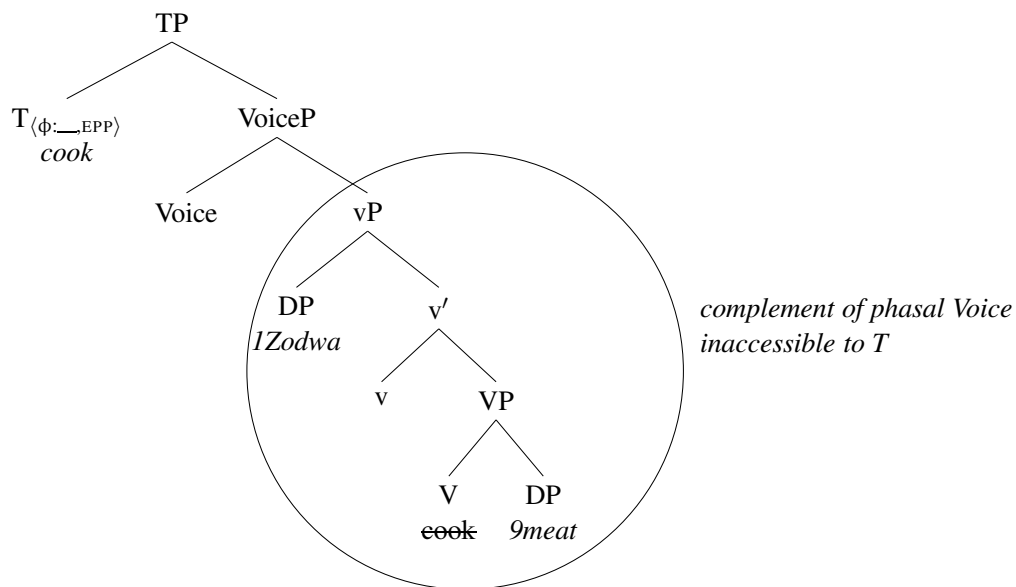 TP
T⟨φ:__,EPP⟩ VoiceP
cook
Voice vP
DP v′
1Zodwa
complement of phasal Voice
inaccessible to T
v VP
V DP
cook 9meat